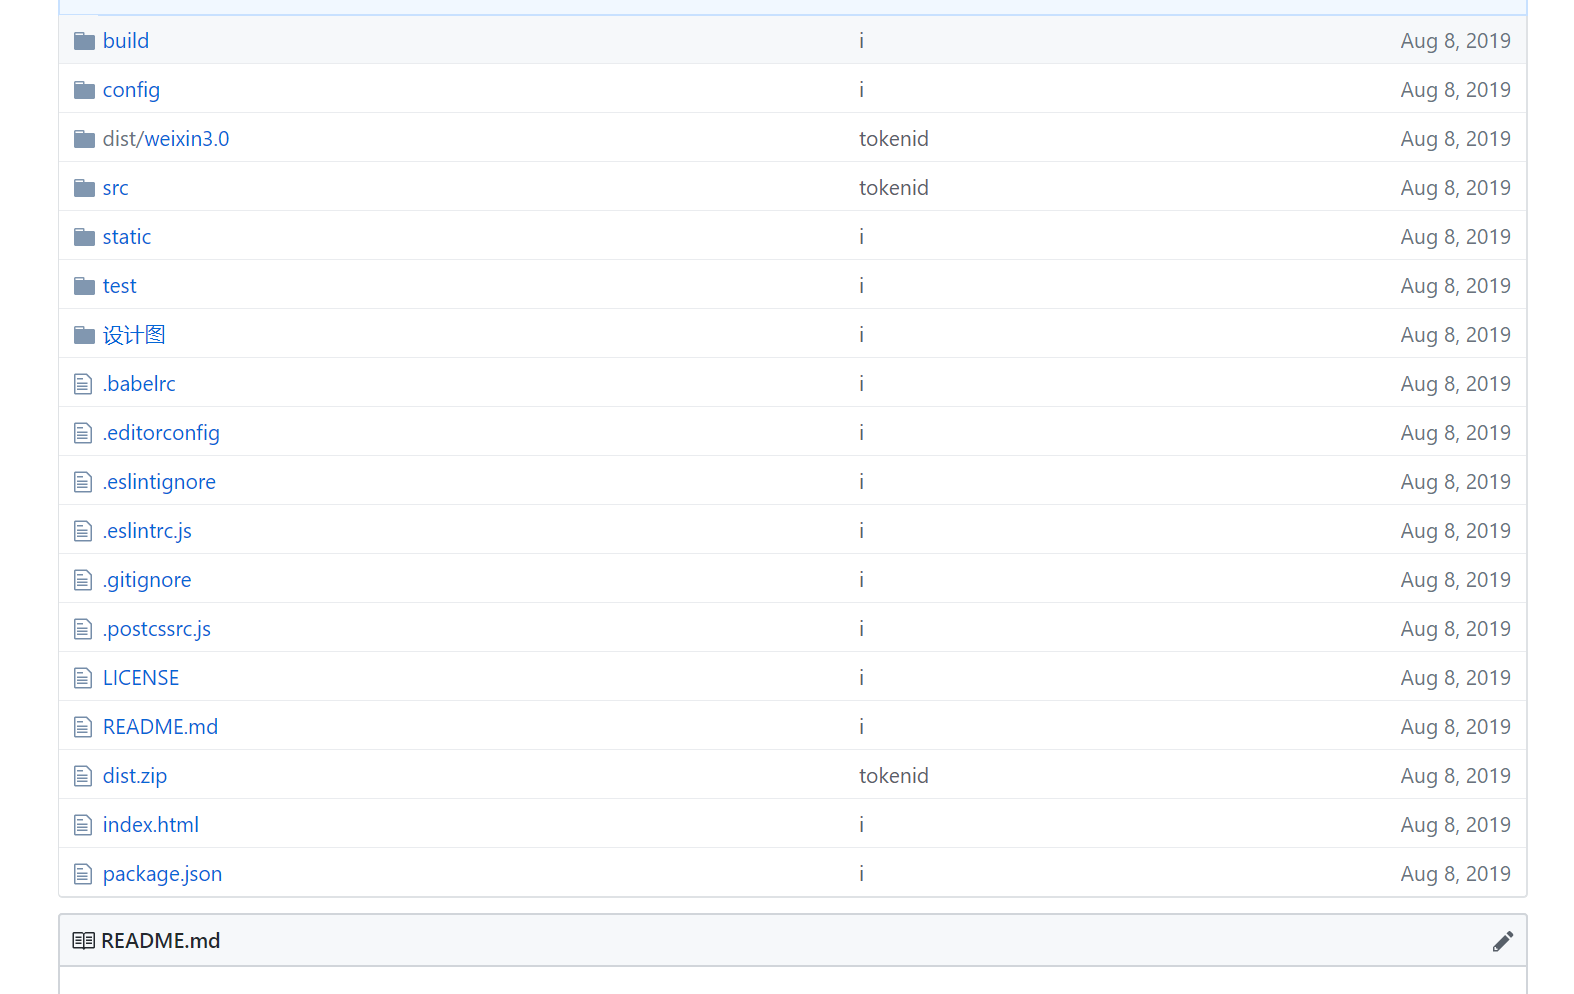 build i Aug 8, 2019
config i Aug 8, 2019
dist/weixin3.0 tokenid Aug 8, 2019
src tokenid Aug 8, 2019
static i Aug 8, 2019
test i Aug 8, 2019
设计图 i Aug 8, 2019
.babelrc i Aug 8, 2019
.editorconfig i Aug 8, 2019
.eslintignore i Aug 8, 2019
.eslintrc.js i Aug 8, 2019
.gitignore i Aug 8, 2019
.postcssrc.js i Aug 8, 2019
LICENSE i Aug 8, 2019
README.md i Aug 8, 2019
dist.zip tokenid Aug 8, 2019
index.html i Aug 8, 2019
package.json i Aug 8, 2019
README.md